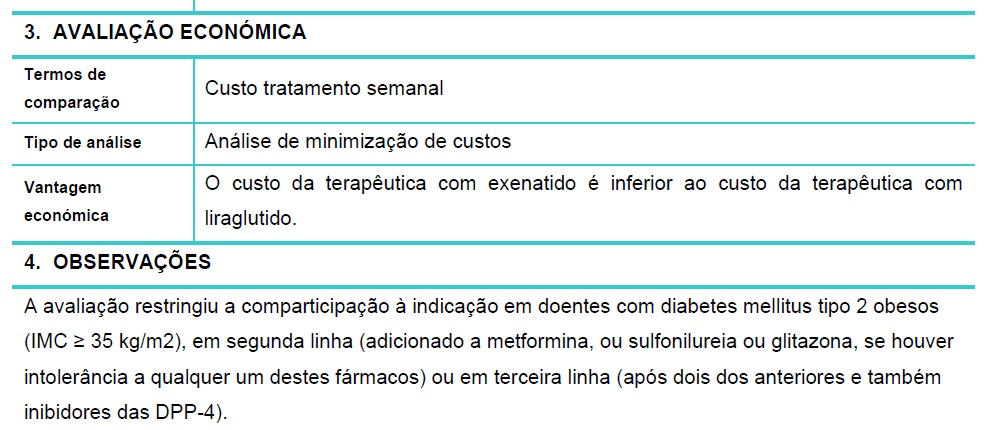 3. AVALIAÇÃO ECONÓMICA
Termos de
comparação
Custo tratamento semanal
Tipo de análise
Análise de minimização de custos
Vantagem
económica
O custo da terapêutica com exenatido é inferior ao custo da terapêutica com
liraglutido.
4. OBSERVAÇÕES
A avaliação restringiu a comparticipação à indicação em doentes com diabetes mellitus tipo 2 obesos
(IMC ≥ 35 kg/m2), em segunda linha (adicionado a metformina, ou sulfonilureia ou glitazona, se houver
intolerância a qualquer um destes fármacos) ou em terceira linha (após dois dos anteriores e também
inibidores das DPP-4).